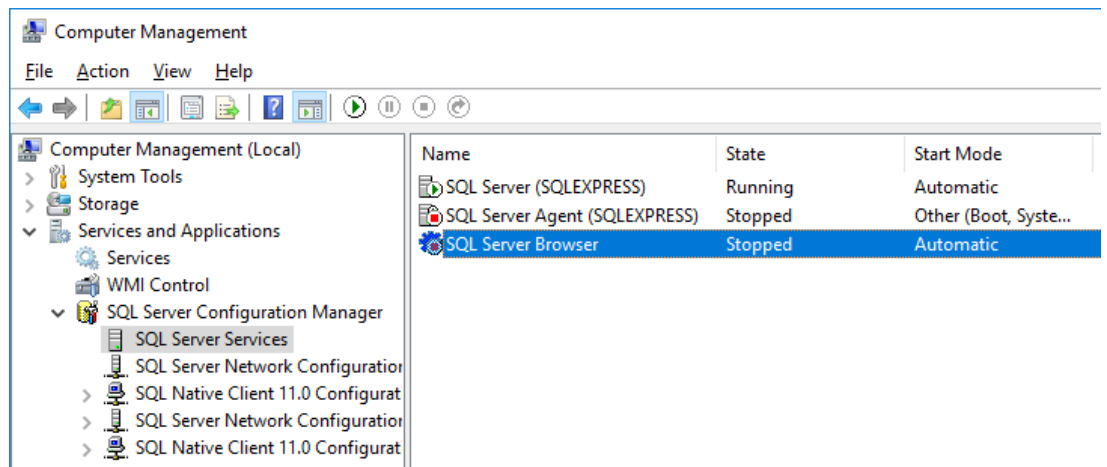 Computer Management
File Action View Help
Computer Management (Local)
System Tools
Storage
Services and Applications
Services
WMI Control
SQL Server Configuration Manager
SQL Server Services
SQL Server Network Configuration
SQL Native Client 11.0 Configurat
SQL Server Network Configuration
SQL Native Client 11.0 Configurat
Name State Start Mode
SQL Server (SQLEXPRESS) Running Automatic
SQL Server Agent (SQLEXPRESS) Stopped Other (Boot, Syste...
SQL Server Browser Stopped Automatic